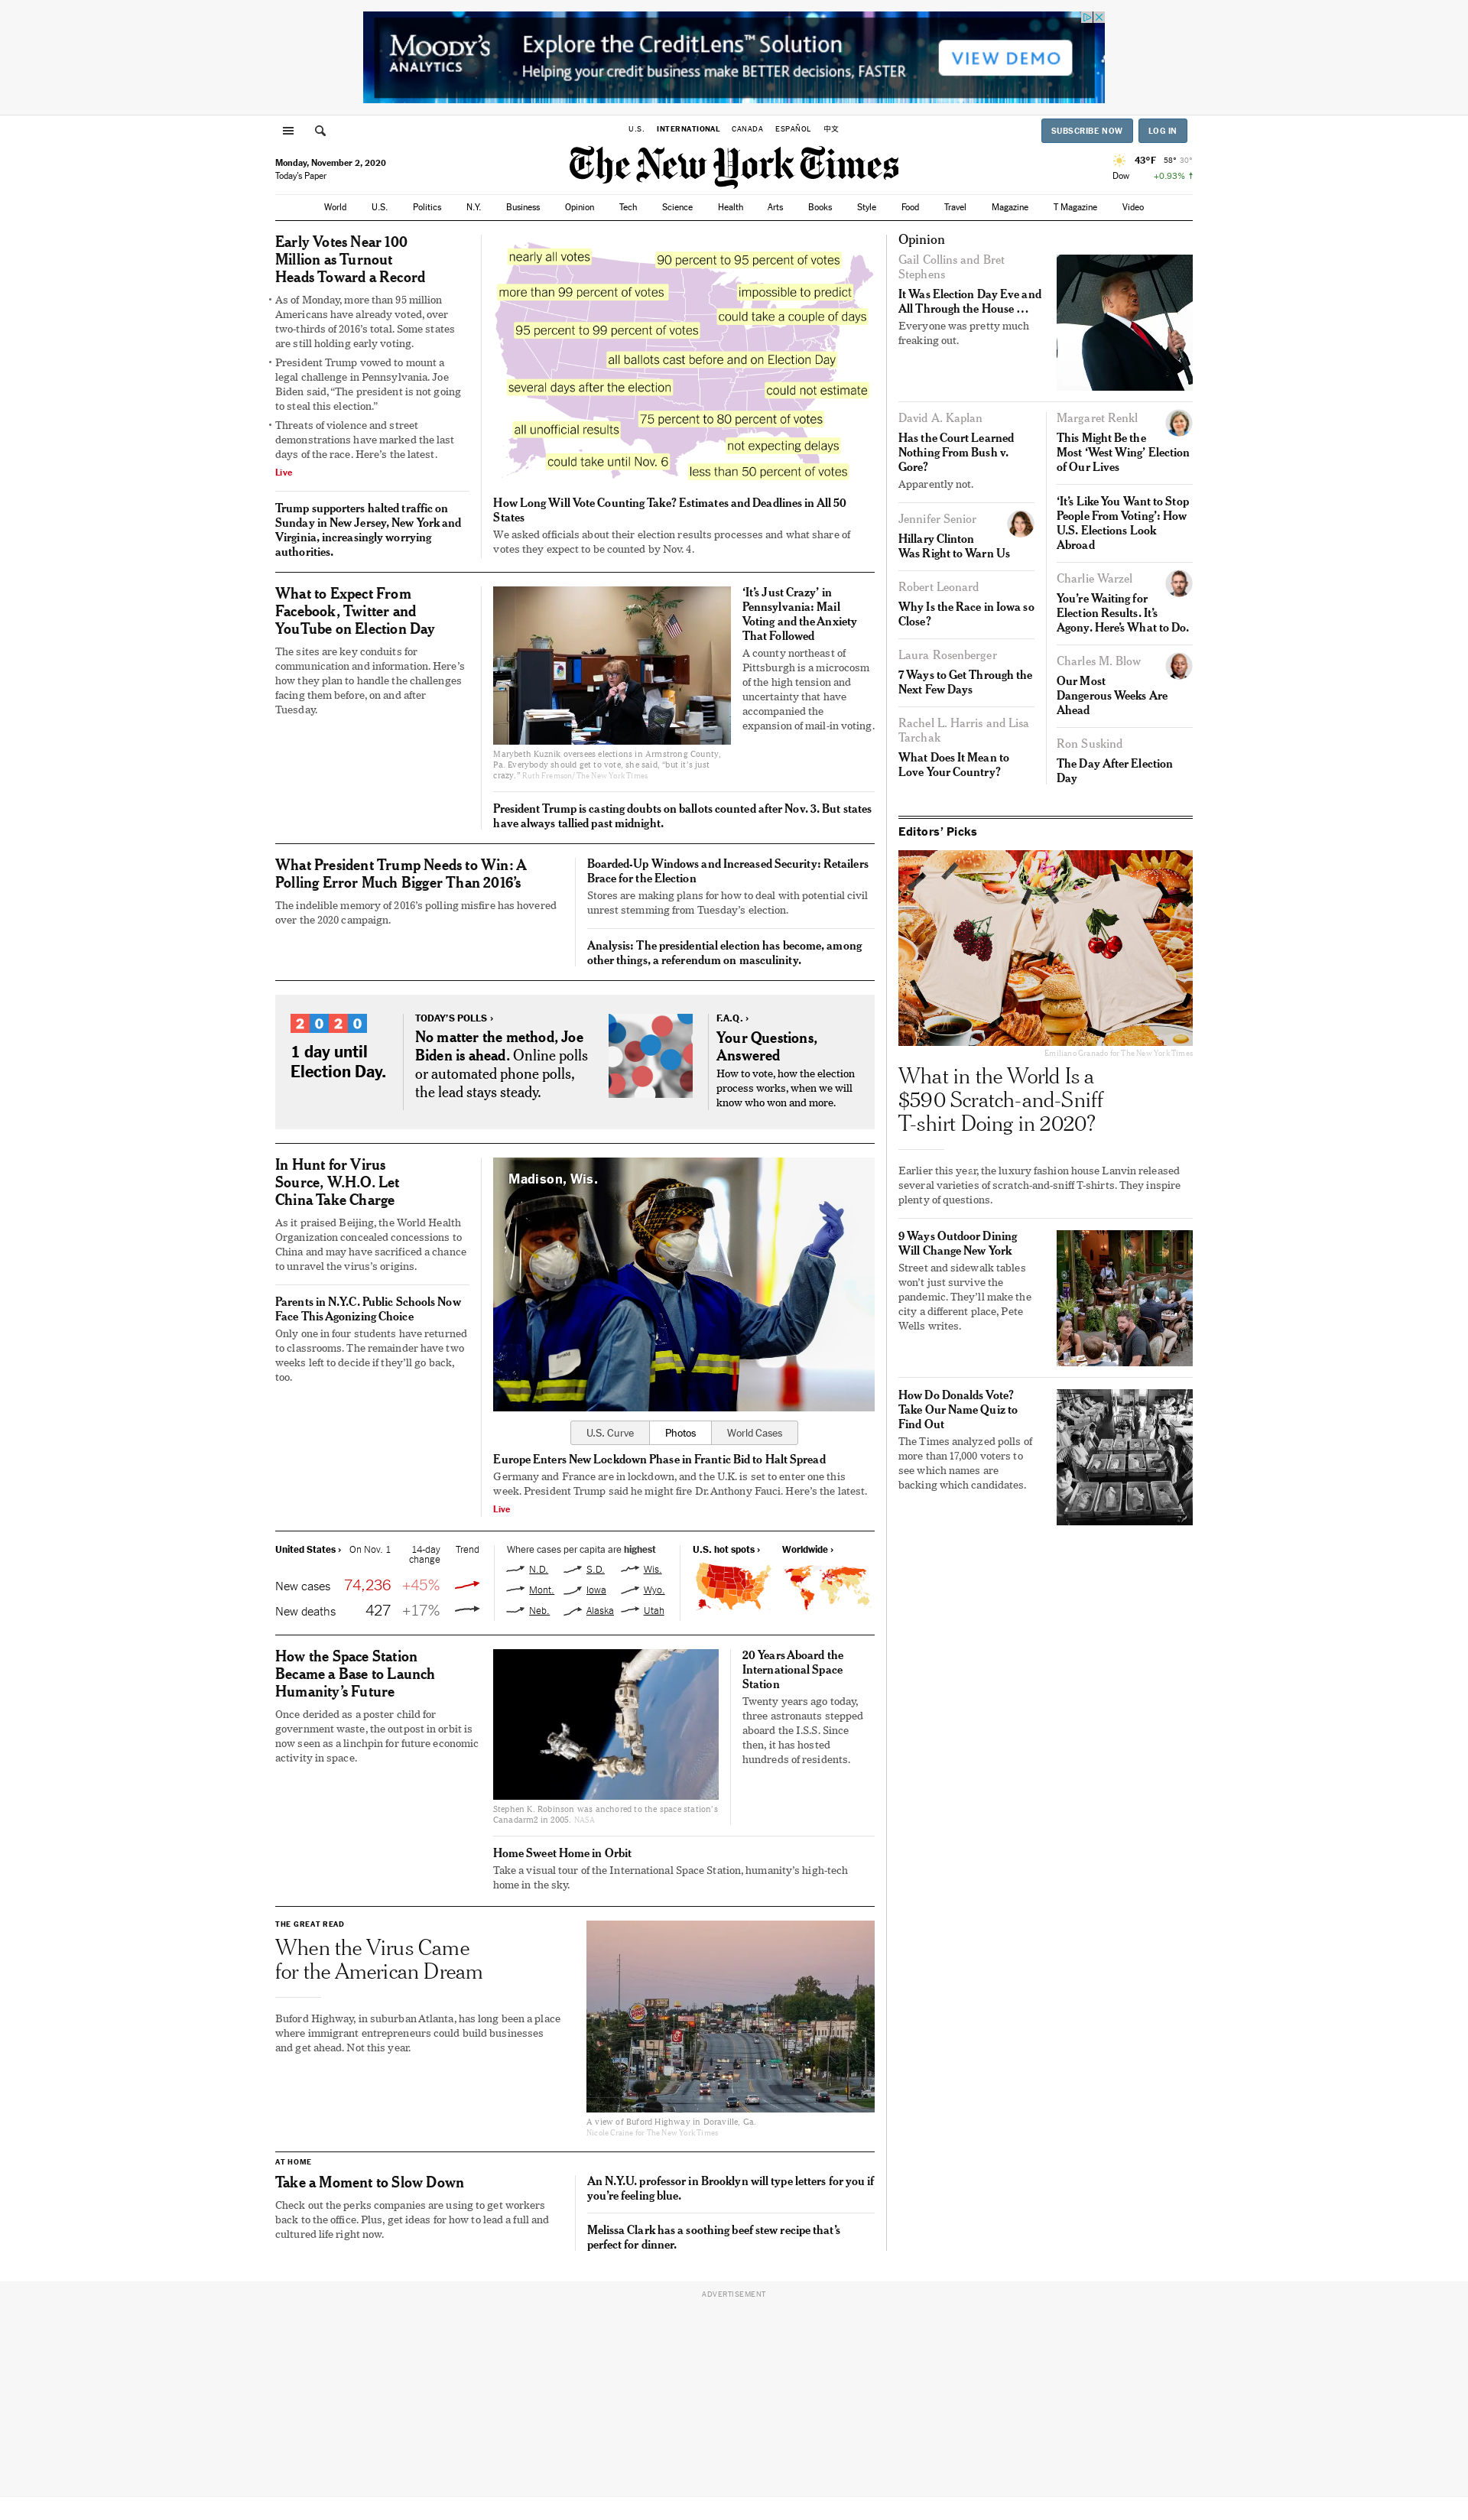 MOODY'S
ANALYTICS
Explore the CreditLens™ Solution
Helping your credit business make BETTER decisions, FASTER
VIEW DEMO
U.S.
INTERNATIONAL
CANADA
ESPAÑOL
中文
SUBSCRIBE NOW
LOG IN
Monday, November 2, 2020
Today's Paper
The New York Times
43°F 58° 30°
Dow +0.93% ↑
World U.S. Politics N.Y. Business Opinion Tech Science Health Arts Books Style Food Travel Magazine T Magazine Video
Early Votes Near 100
Million as Turnout
Heads Toward a Record
• As of Monday, more than 95 million
Americans have already voted, over
two-thirds of 2016's total. Some states
are still holding early voting.
• President Trump vowed to mount a
legal challenge in Pennsylvania. Joe
Biden said, “The president is not going
to steal this election.”
• Threats of violence and street
demonstrations have marked the last
days of the race. Here's the latest.
Live
Trump supporters halted traffic on
Sunday in New Jersey, New York and
Virginia, increasingly worrying
authorities.
nearly all votes
90 percent to 95 percent of votes
more than 99 percent of votes
impossible to predict
could take a couple of days
95 percent to 99 percent of votes
all ballots cast before and on Election Day
several days after the election
could not estimate
75 percent to 80 percent of votes
all unofficial results
not expecting delays
could take until Nov. 6
less than 50 percent of votes
How Long Will Vote Counting Take? Estimates and Deadlines in All 50
States
We asked officials about their election results processes and what share of
votes they expect to be counted by Nov. 4.
What to Expect From
Facebook, Twitter and
YouTube on Election Day
The sites are key conduits for
communication and information. Here's
how they plan to handle the challenges
facing them before, on and after
Tuesday.
Marybeth Kuznik oversees elections in Armstrong County,
Pa. Everybody should get to vote, she said, “but it's just
crazy.” Ruth Fremson/The New York Times
‘It's Just Crazy’ in
Pennsylvania: Mail
Voting and the Anxiety
That Followed
A county northeast of
Pittsburgh is a microcosm
of the high tension and
uncertainty that have
accompanied the
expansion of mail-in voting.
President Trump is casting doubts on ballots counted after Nov. 3. But states
have always tallied past midnight.
What President Trump Needs to Win: A
Polling Error Much Bigger Than 2016's
The indelible memory of 2016's polling misfire has hovered
over the 2020 campaign.
Boarded-Up Windows and Increased Security: Retailers
Brace for the Election
Stores are making plans for how to deal with potential civil
unrest stemming from Tuesday's election.
Analysis: The presidential election has become, among
other things, a referendum on masculinity.
2020
1 day until
Election Day.
TODAY'S POLLS ›
No matter the method, Joe
Biden is ahead. Online polls
or automated phone polls,
the lead stays steady.
F.A.Q. ›
Your Questions,
Answered
How to vote, how the election
process works, when we will
know who won and more.
In Hunt for Virus
Source, W.H.O. Let
China Take Charge
As it praised Beijing, the World Health
Organization concealed concessions to
China and may have sacrificed a chance
to unravel the virus's origins.
Parents in N.Y.C. Public Schools Now
Face This Agonizing Choice
Only one in four students have returned
to classrooms. The remainder have two
weeks left to decide if they'll go back,
too.
Madison, Wis.
U.S. Curve
Photos
World Cases
Europe Enters New Lockdown Phase in Frantic Bid to Halt Spread
Germany and France are in lockdown, and the U.K. is set to enter one this
week. President Trump said he might fire Dr. Anthony Fauci. Here's the latest.
Live
United States › On Nov. 1 14-day
change
Trend
New cases 74,236 +45%
New deaths 427 +17%
Where cases per capita are highest
N.D. S.D. Wis.
Mont. Iowa Wyo.
Neb. Alaska Utah
U.S. hot spots ›
Worldwide ›
How the Space Station
Became a Base to Launch
Humanity's Future
Once derided as a poster child for
government waste, the outpost in orbit is
now seen as a linchpin for future economic
activity in space.
Stephen K. Robinson was anchored to the space station's
Canadarm2 in 2005. NASA
20 Years Aboard the
International Space
Station
Twenty years ago today,
three astronauts stepped
aboard the I.S.S. Since
then, it has hosted
hundreds of residents.
Home Sweet Home in Orbit
Take a visual tour of the International Space Station, humanity's high-tech
home in the sky.
THE GREAT READ
When the Virus Came
for the American Dream
Buford Highway, in suburban Atlanta, has long been a place
where immigrant entrepreneurs could build businesses
and get ahead. Not this year.
A view of Buford Highway in Doraville, Ga.
Nicole Craine for The New York Times
AT HOME
Take a Moment to Slow Down
Check out the perks companies are using to get workers
back to the office. Plus, get ideas for how to lead a full and
cultured life right now.
An N.Y.U. professor in Brooklyn will type letters for you if
you're feeling blue.
Melissa Clark has a soothing beef stew recipe that's
perfect for dinner.
Opinion
Gail Collins and Bret
Stephens
It Was Election Day Eve and
All Through the House …
Everyone was pretty much
freaking out.
David A. Kaplan
Has the Court Learned
Nothing From Bush v.
Gore?
Apparently not.
Jennifer Senior
Hillary Clinton
Was Right to Warn Us
Robert Leonard
Why Is the Race in Iowa so
Close?
Laura Rosenberger
7 Ways to Get Through the
Next Few Days
Rachel L. Harris and Lisa
Tarchak
What Does It Mean to
Love Your Country?
Margaret Renkl
This Might Be the
Most ‘West Wing’ Election
of Our Lives
‘It's Like You Want to Stop
People From Voting’: How
U.S. Elections Look
Abroad
Charlie Warzel
You're Waiting for
Election Results. It's
Agony. Here's What to Do.
Charles M. Blow
Our Most
Dangerous Weeks Are
Ahead
Ron Suskind
The Day After Election
Day
Editors' Picks
Emiliano Granado for The New York Times
What in the World Is a
$590 Scratch-and-Sniff
T-shirt Doing in 2020?
Earlier this year, the luxury fashion house Lanvin released
several varieties of scratch-and-sniff T-shirts. They inspire
plenty of questions.
9 Ways Outdoor Dining
Will Change New York
Street and sidewalk tables
won't just survive the
pandemic. They'll make the
city a different place, Pete
Wells writes.
How Do Donalds Vote?
Take Our Name Quiz to
Find Out
The Times analyzed polls of
more than 17,000 voters to
see which names are
backing which candidates.
ADVERTISEMENT